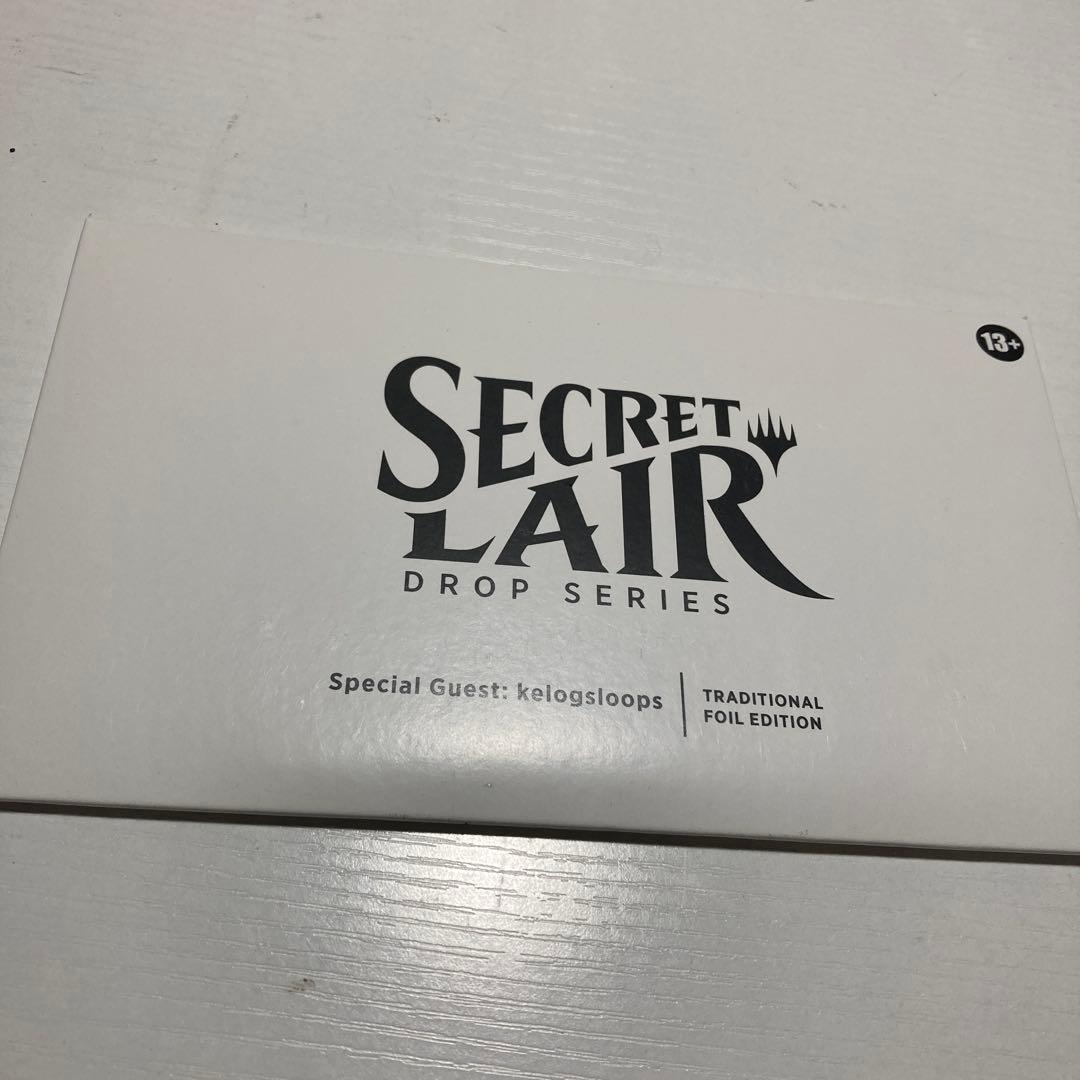 13+
SECRET
LAIR
DROP SERIES
Special Guest: kelogsloops
TRADITIONAL
FOIL EDITION